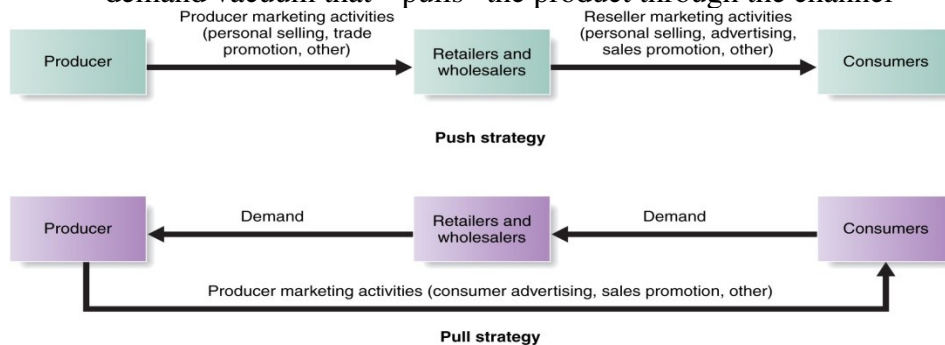 demand vacuum that "pulls" the product through the channel
Producer marketing activities
(personal selling, trade
promotion, other)
Reseller marketing activities
(personal selling, advertising,
sales promotion, other)
Producer
Retailers and
wholesalers
Consumers
Push strategy
Producer
Demand
Retailers and
wholesalers
Demand
Consumers
Producer marketing activities (consumer advertising, sales promotion, other)
Pull strategy